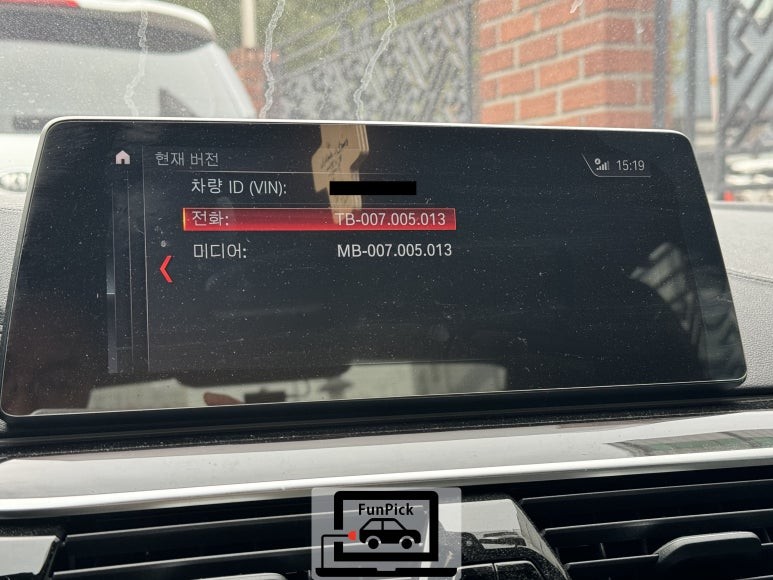 현재 버전
15:19
차량 ID (VIN):
전화: TB-007.005.013
미디어: MB-007.005.013
FunPick